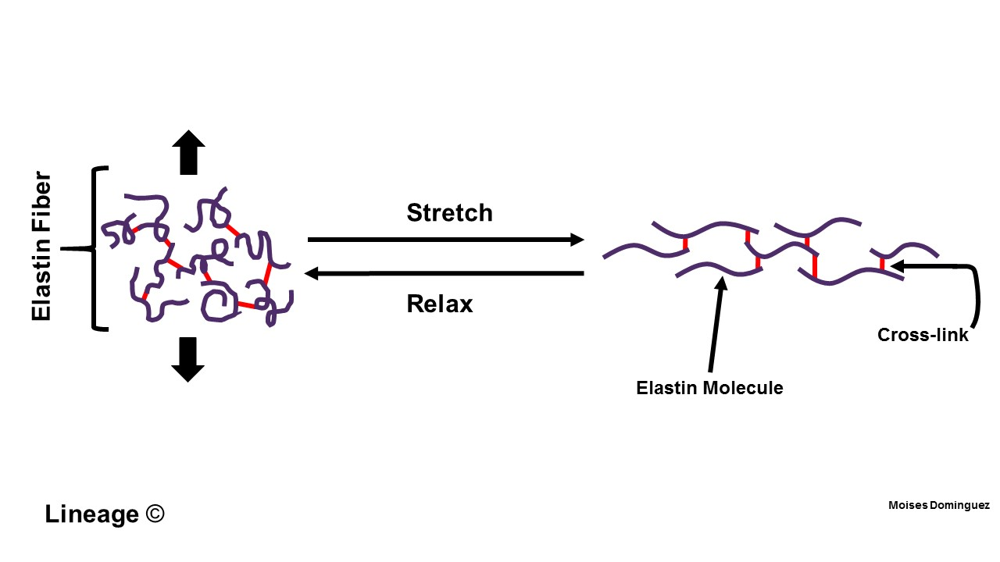 Elastin Fiber
Stretch
Relax
Cross-link
Elastin Molecule
Lineage ©
Moises Dominguez